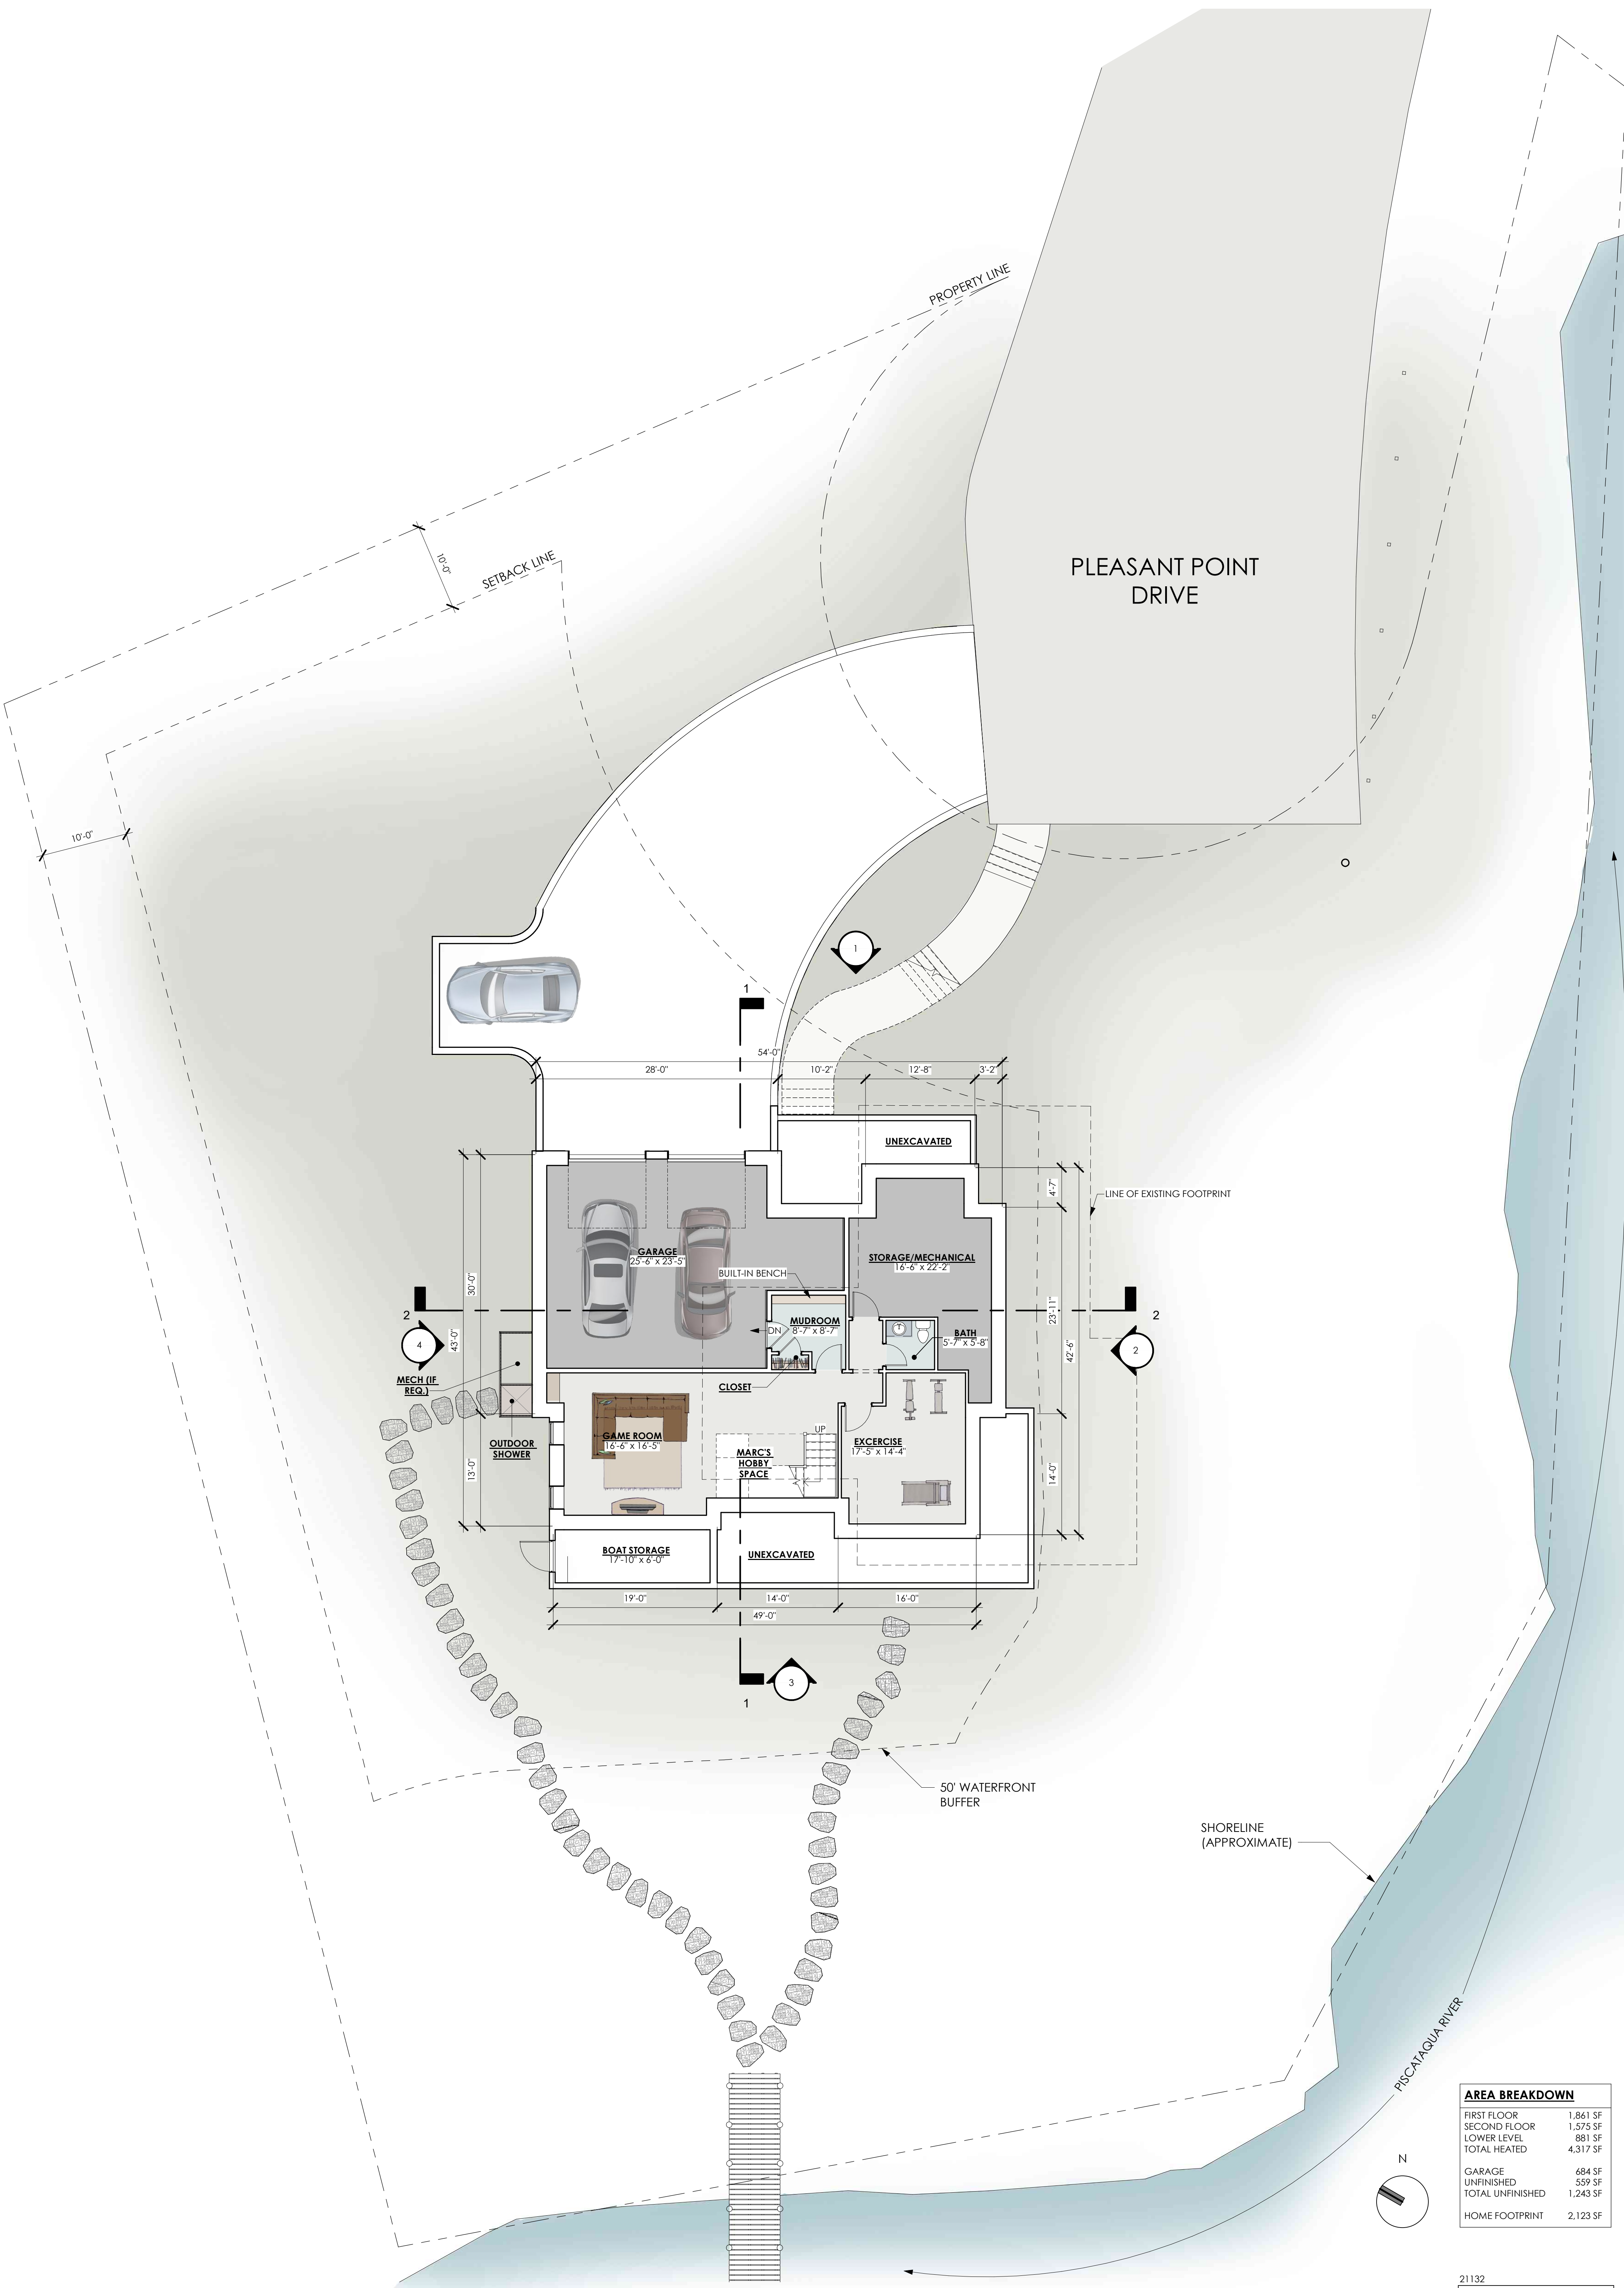 PROPERTY LINE
10'-0"
SETBACK LINE
PLEASANT POINT
DRIVE
10'-0"
1
1
54'-0"
28'-0"
10'-2"
12'-8"
3'-2"
UNEXCAVATED
4'-7"
LINE OF EXISTING FOOTPRINT
GARAGE
25'-6" x 23'-5"
STORAGE/MECHANICAL
16'-6" x 22'-2"
BUILT-IN BENCH
30'-0"
43'-0"
23'-11"
42'-6"
2
2
MUDROOM
8'-7" x 8'-7"
DN
BATH
5'-7" x 5'-8"
4
2
MECH (IF
REQ.)
CLOSET
OUTDOOR
SHOWER
GAME ROOM
16'-6" x 16'-5"
UP
MARC'S
HOBBY
SPACE
EXCERCISE
17'-5" x 14'-4"
13'-0"
14'-0"
BOAT STORAGE
17'-10" x 6'-0"
UNEXCAVATED
19'-0"
14'-0"
16'-0"
49'-0"
3
1
50' WATERFRONT
BUFFER
SHORELINE
(APPROXIMATE)
PISCATAQUA RIVER
N
AREA BREAKDOWN
FIRST FLOOR 1,861 SF
SECOND FLOOR 1,575 SF
LOWER LEVEL 881 SF
TOTAL HEATED 4,317 SF
GARAGE 684 SF
UNFINISHED 559 SF
TOTAL UNFINISHED 1,243 SF
HOME FOOTPRINT 2,123 SF
21132